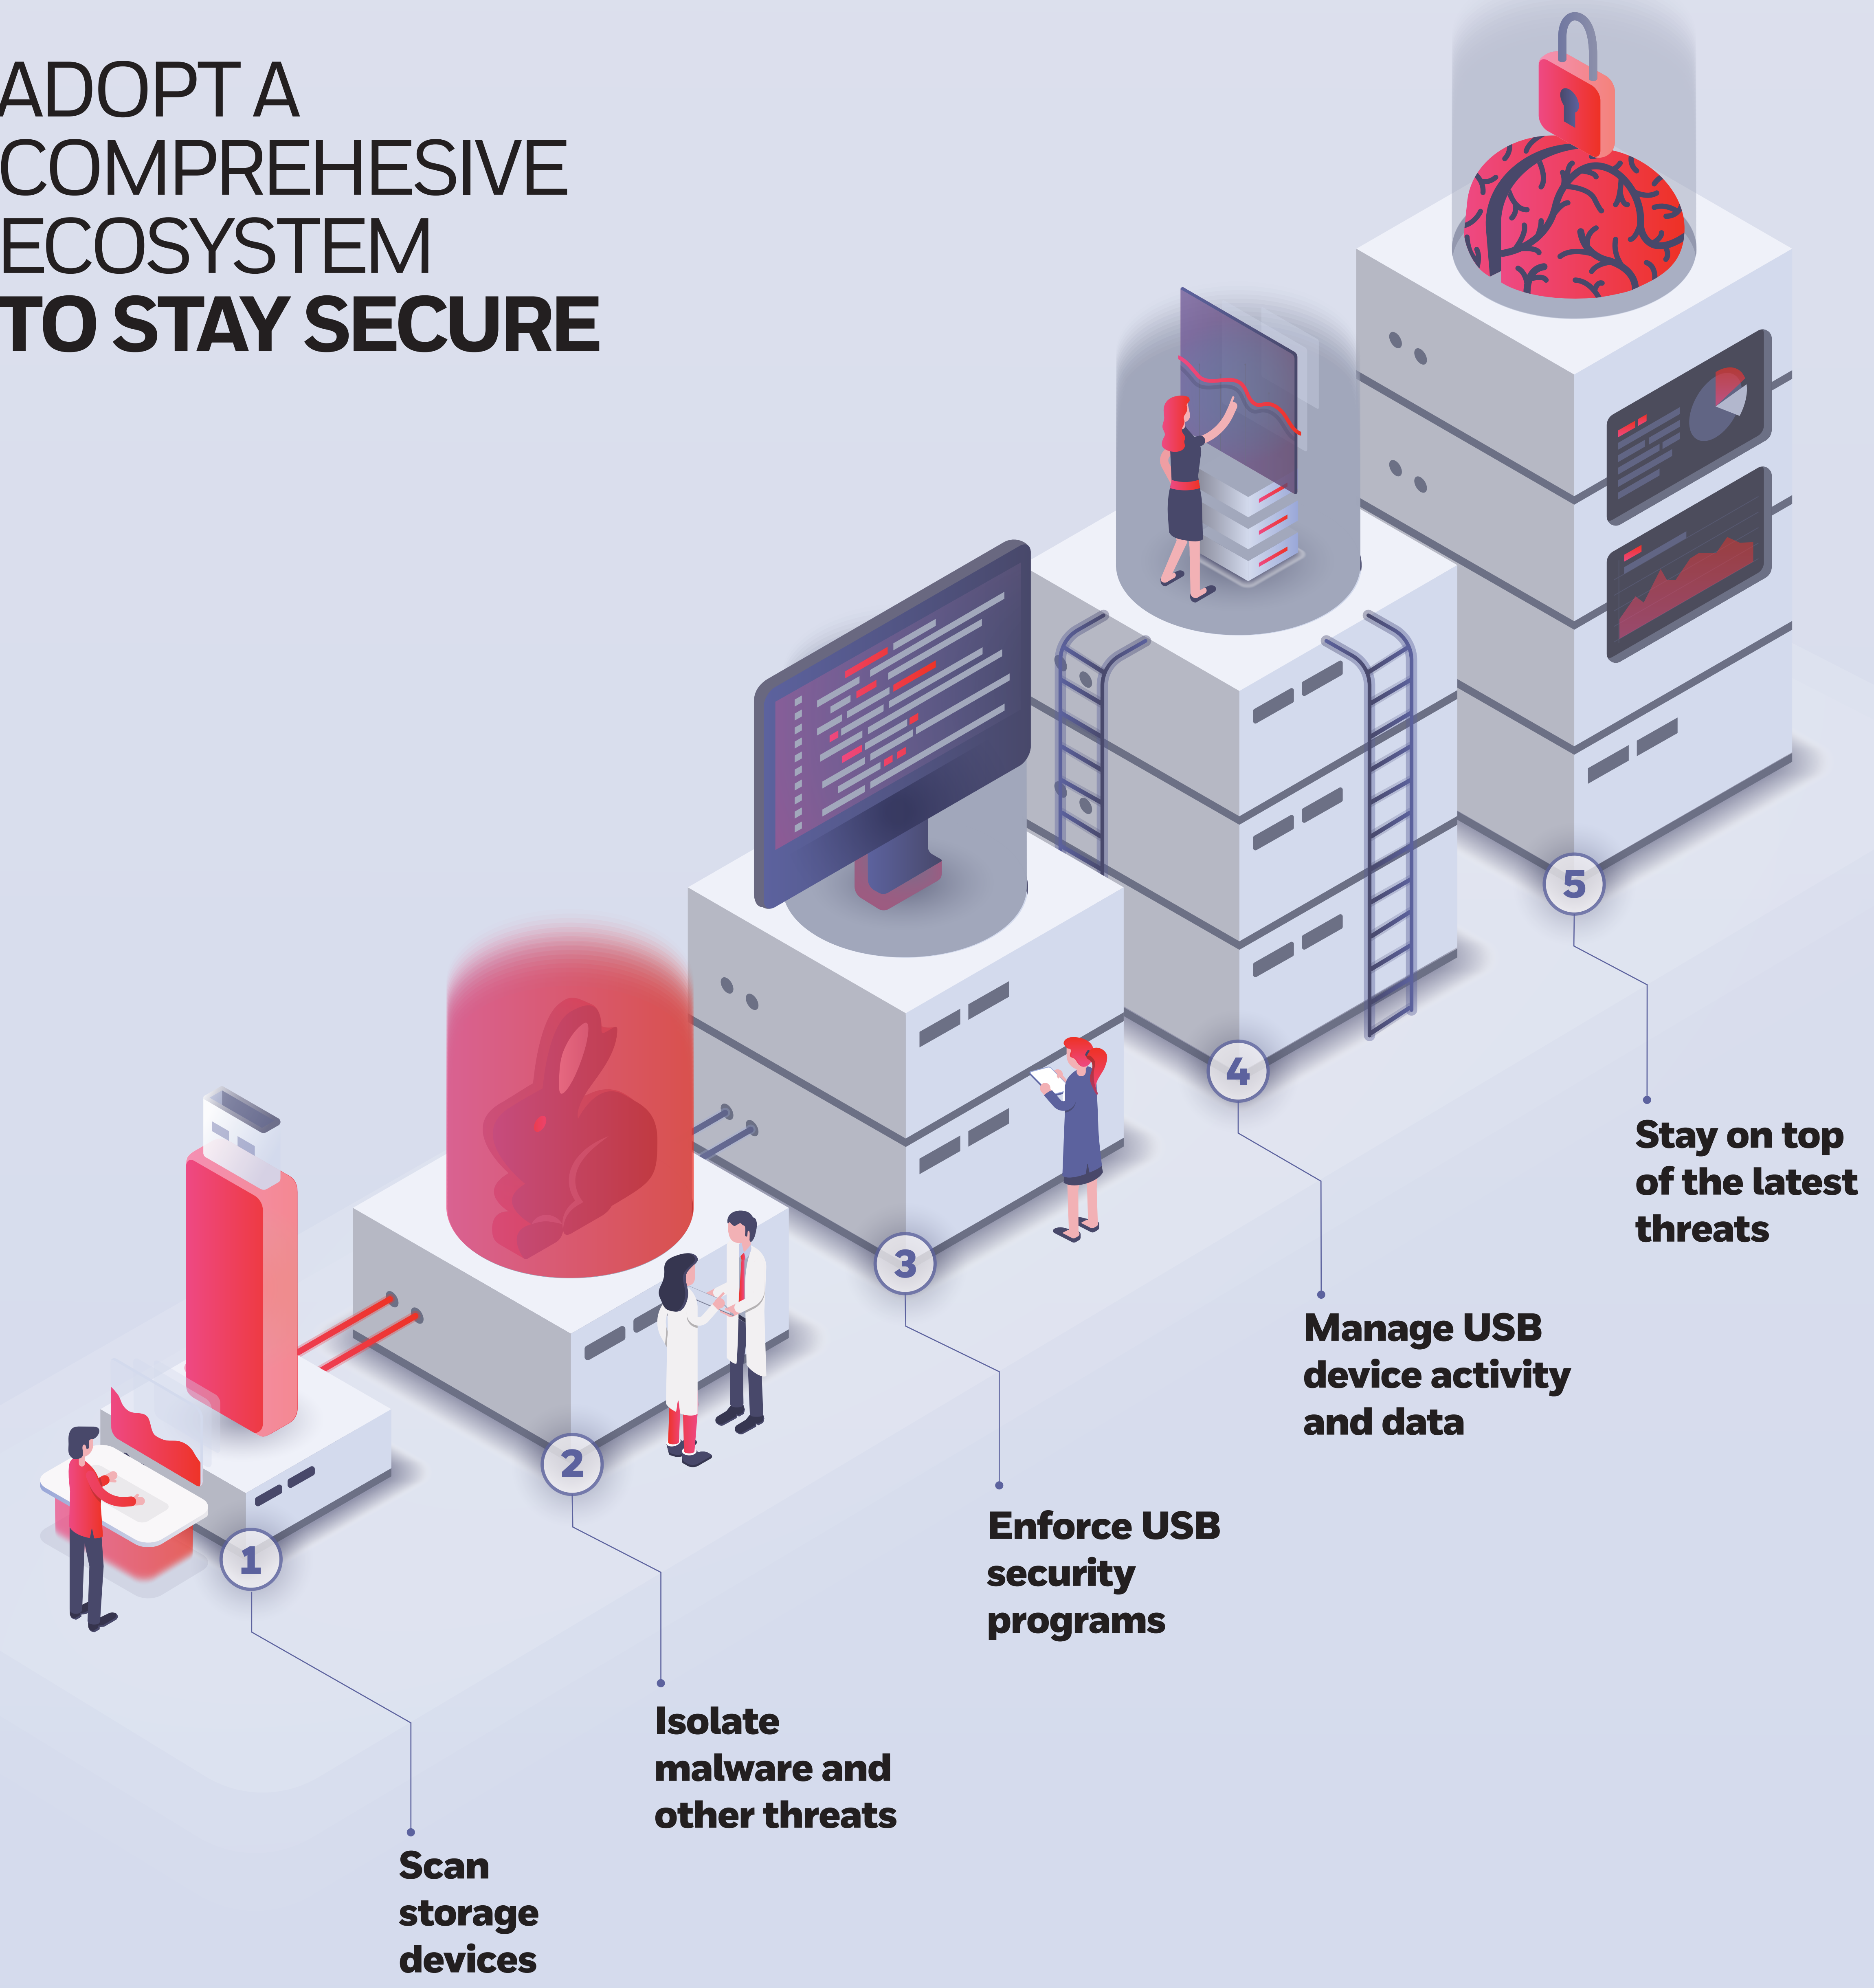 ADOPT A
COMPREHESIVE
ECOSYSTEM
TO STAY SECURE
1
Scan
storage
devices
2
Isolate
malware and
other threats
3
Enforce USB
security
programs
4
Manage USB
device activity
and data
5
Stay on top
of the latest
threats